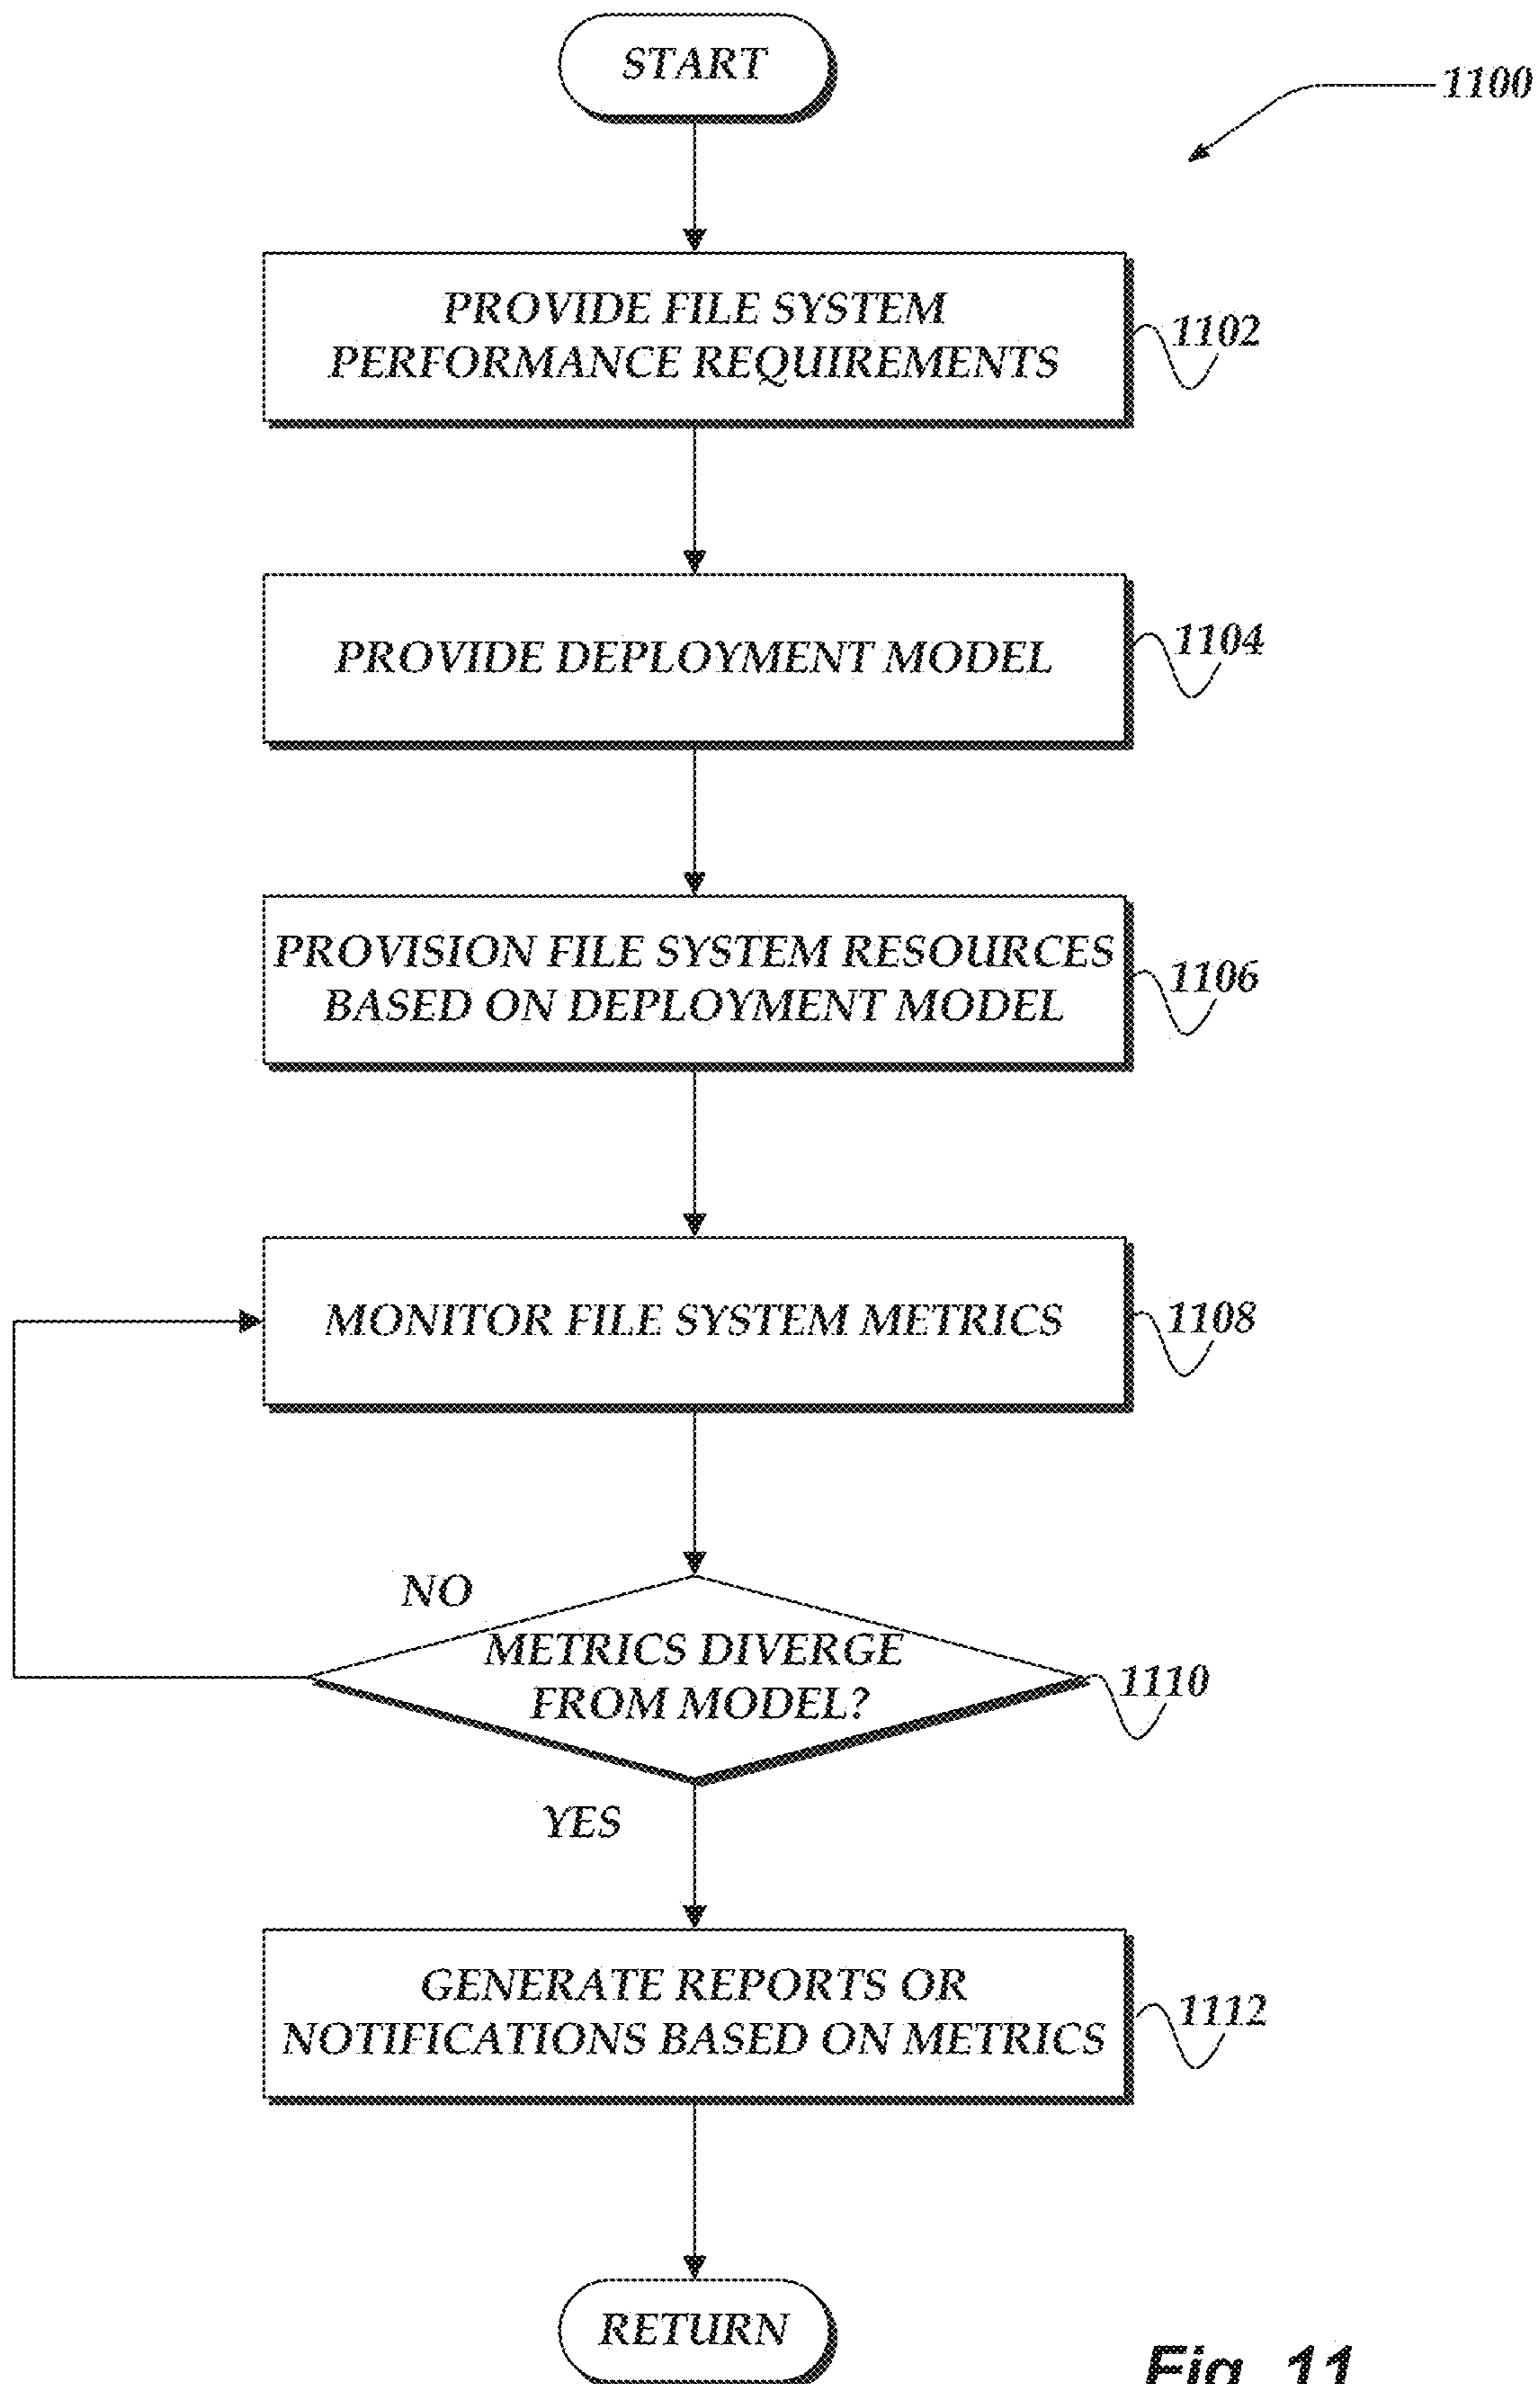 START
1100
PROVIDE FILE SYSTEM
PERFORMANCE REQUIREMENTS
1102
PROVIDE DEPLOYMENT MODEL
1104
PROVISION FILE SYSTEM RESOURCES
BASED ON DEPLOYMENT MODEL
1106
MONITOR FILE SYSTEM METRICS
1108
NO
METRICS DIVERGE
FROM MODEL?
1110
YES
GENERATE REPORTS OR
NOTIFICATIONS BASED ON METRICS
1112
RETURN
Fig. 11